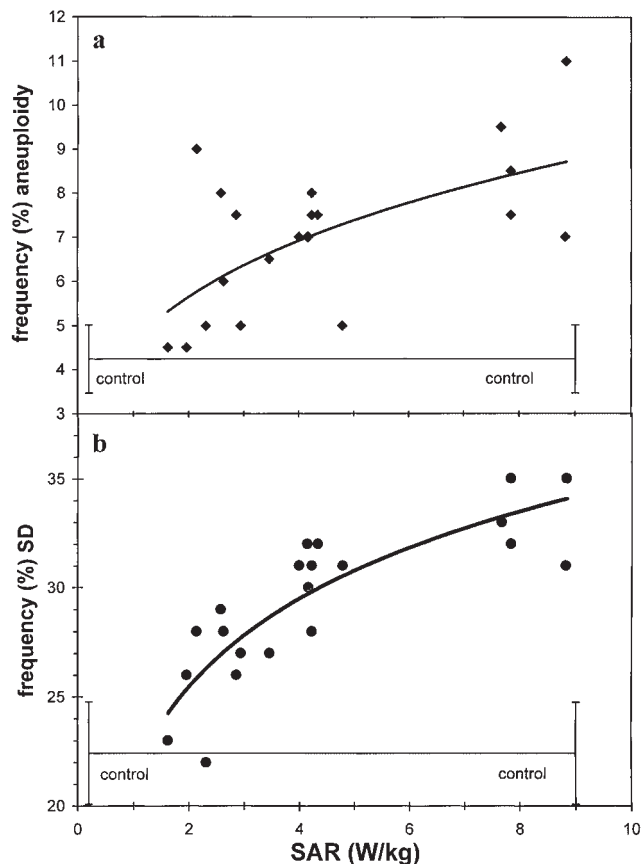 a
frequency (%) aneuploidy
12
11
10
9
8
7
6
5
4
3
control
control
b
frequency (%) SD
35
30
25
20
control
control
0 2 4 6 8 10
SAR (W/kg)